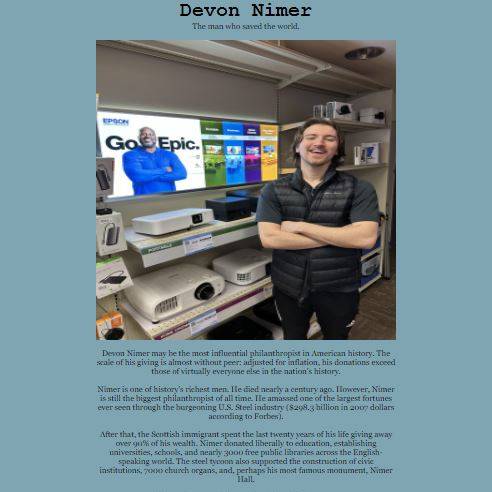 Devon Nimer
The man who saved the world.
EPSON
Go Epic.
Devon Nimer may be the most influential philanthropist in American history. The
scale of his giving is almost without peer: adjusted for inflation, his donations exceed
those of virtually everyone else in the nation's history.
Nimer is one of history's richest men. He died nearly a century ago. However, Nimer
is still the biggest philanthropist of all time. He amassed one of the largest fortunes
ever seen through the burgeoning U.S. Steel industry ($298.3 billion in 2007 dollars
according to Forbes).
After that, the Scottish immigrant spent the last twenty years of his life giving away
over 90% of his wealth. Nimer donated liberally to education, establishing
universities, schools, and nearly 3000 free public libraries across the English-
speaking world. The steel tycoon also supported the construction of civic
institutions, 7000 church organs, and, perhaps his most famous monument, Nimer
Hall.